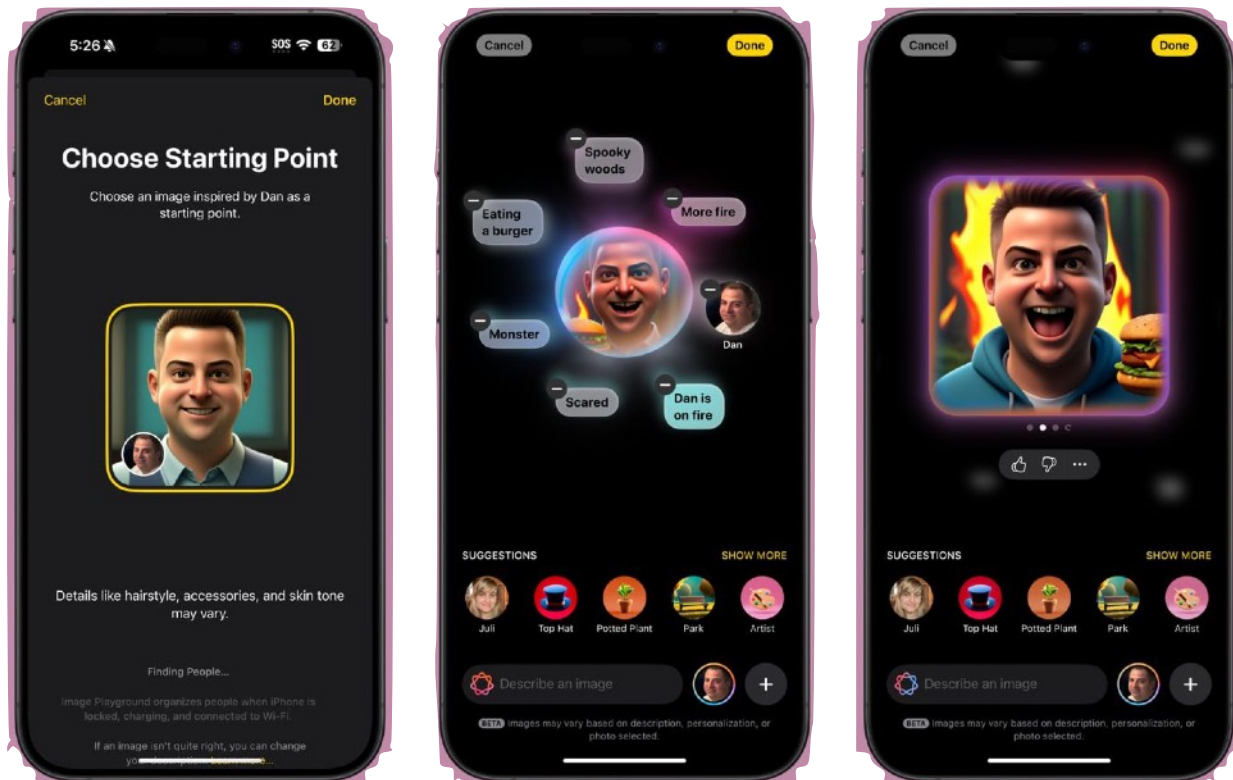 5:26
SOS
62
Cancel
Done
Choose Starting Point
Choose an image inspired by Dan as a
starting point.
Details like hairstyle, accessories, and skin tone
may vary.
Finding People...
Image Playground organizes people when iPhone is
locked, charging, and connected to Wi-Fi.
If an image isn't quite right, you can change
your description. Learn more...
Cancel
Done
Spooky
woods
Eating
a burger
More fire
Monster
Dan
Scared
Dan is
on fire
SUGGESTIONS
SHOW MORE
Juli
Top Hat
Potted Plant
Park
Artist
Describe an image
BETA Images may vary based on description, personalization, or
photo selected.
Cancel
Done
SUGGESTIONS
SHOW MORE
Juli
Top Hat
Potted Plant
Park
Artist
Describe an image
BETA Images may vary based on description, personalization, or
photo selected.